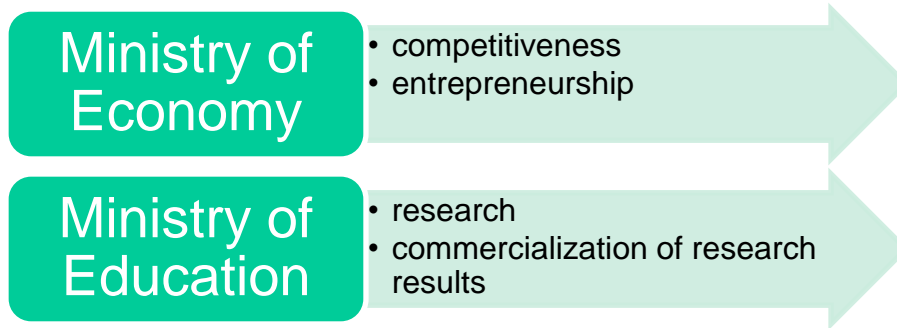 Ministry of
Economy
• competitiveness
• entrepreneurship
Ministry of
Education
• research
• commercialization of research
results